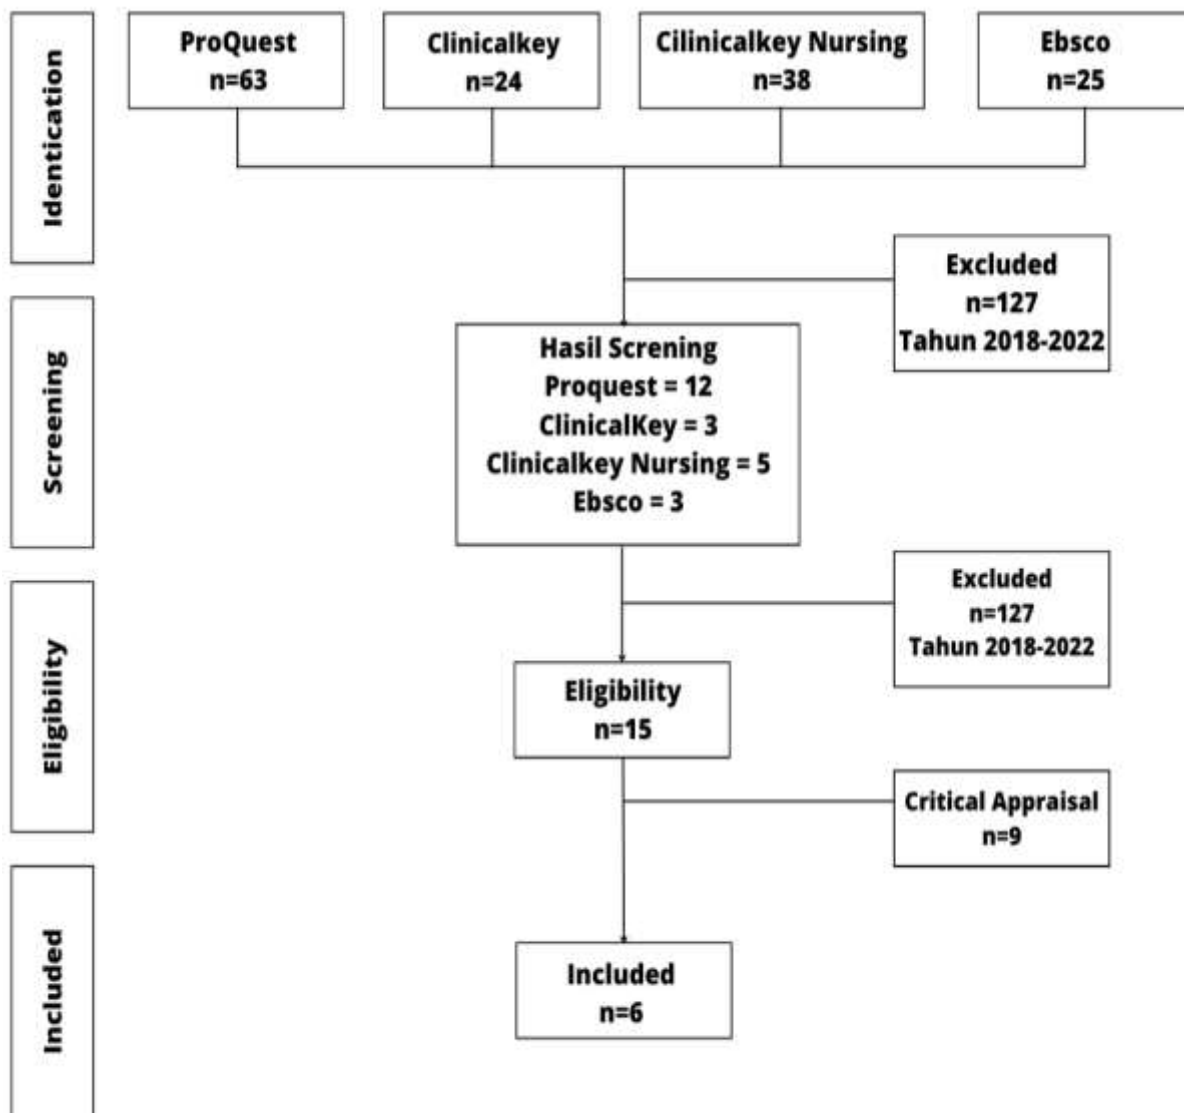 Identication
ProQuest
n=63
Clinicalkey
n=24
Cilinicalkey Nursing
n=38
Ebsco
n=25
Excluded
n=127
Tahun 2018-2022
Screening
Hasil Screning
Proquest = 12
ClinicalKey = 3
Clinicalkey Nursing = 5
Ebsco = 3
Excluded
n=127
Tahun 2018-2022
Eligibility
Eligibility
n=15
Critical Appraisal
n=9
Included
Included
n=6